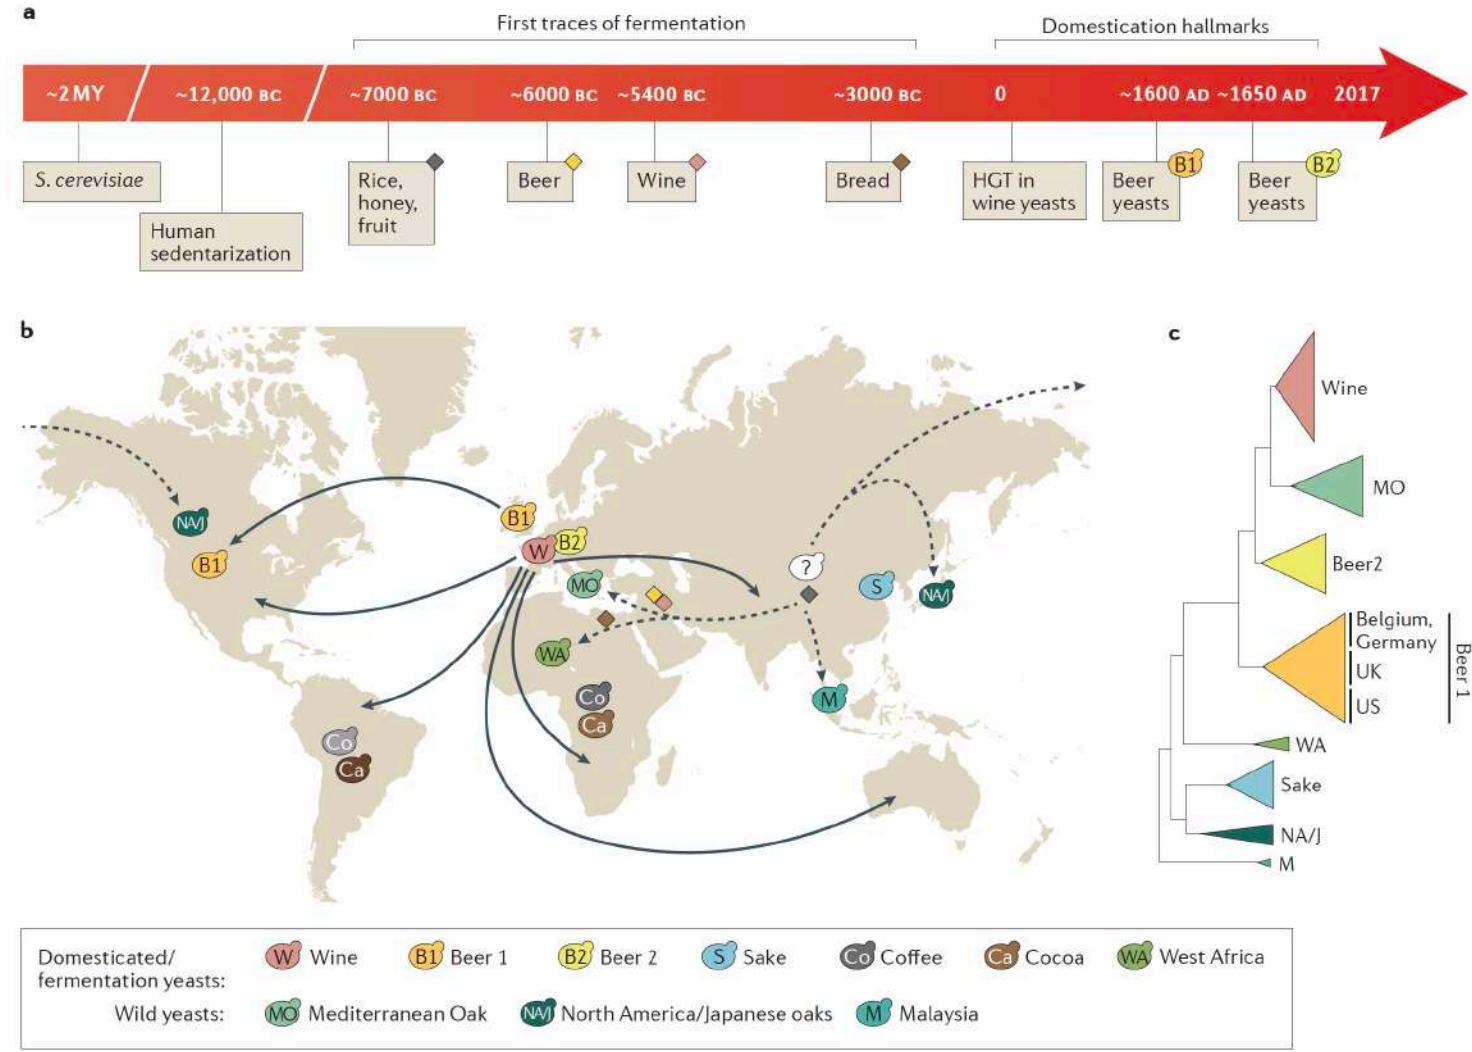 a
First traces of fermentation
Domestication hallmarks
~2 MY
~12,000 BC
~7000 BC
~6000 BC
~5400 BC
~3000 BC
0
~1600 AD
~1650 AD
2017
S. cerevisiae
Human
sedentarization
Rice,
honey,
fruit
Beer
Wine
Bread
HGT in
wine yeasts
Beer
yeasts
B1
Beer
yeasts
B2
b
NA/J
B1
B1
W
B2
MO
?
S
NA/J
WA
M
Co
Ca
Co
Ca
c
Wine
MO
Beer2
Belgium,
Germany
UK
US
Beer 1
WA
Sake
NA/J
M
Domesticated/
fermentation yeasts:
W Wine
B1 Beer 1
B2 Beer 2
S Sake
Co Coffee
Ca Cocoa
WA West Africa
Wild yeasts:
MO Mediterranean Oak
NA/J North America/Japanese oaks
M Malaysia